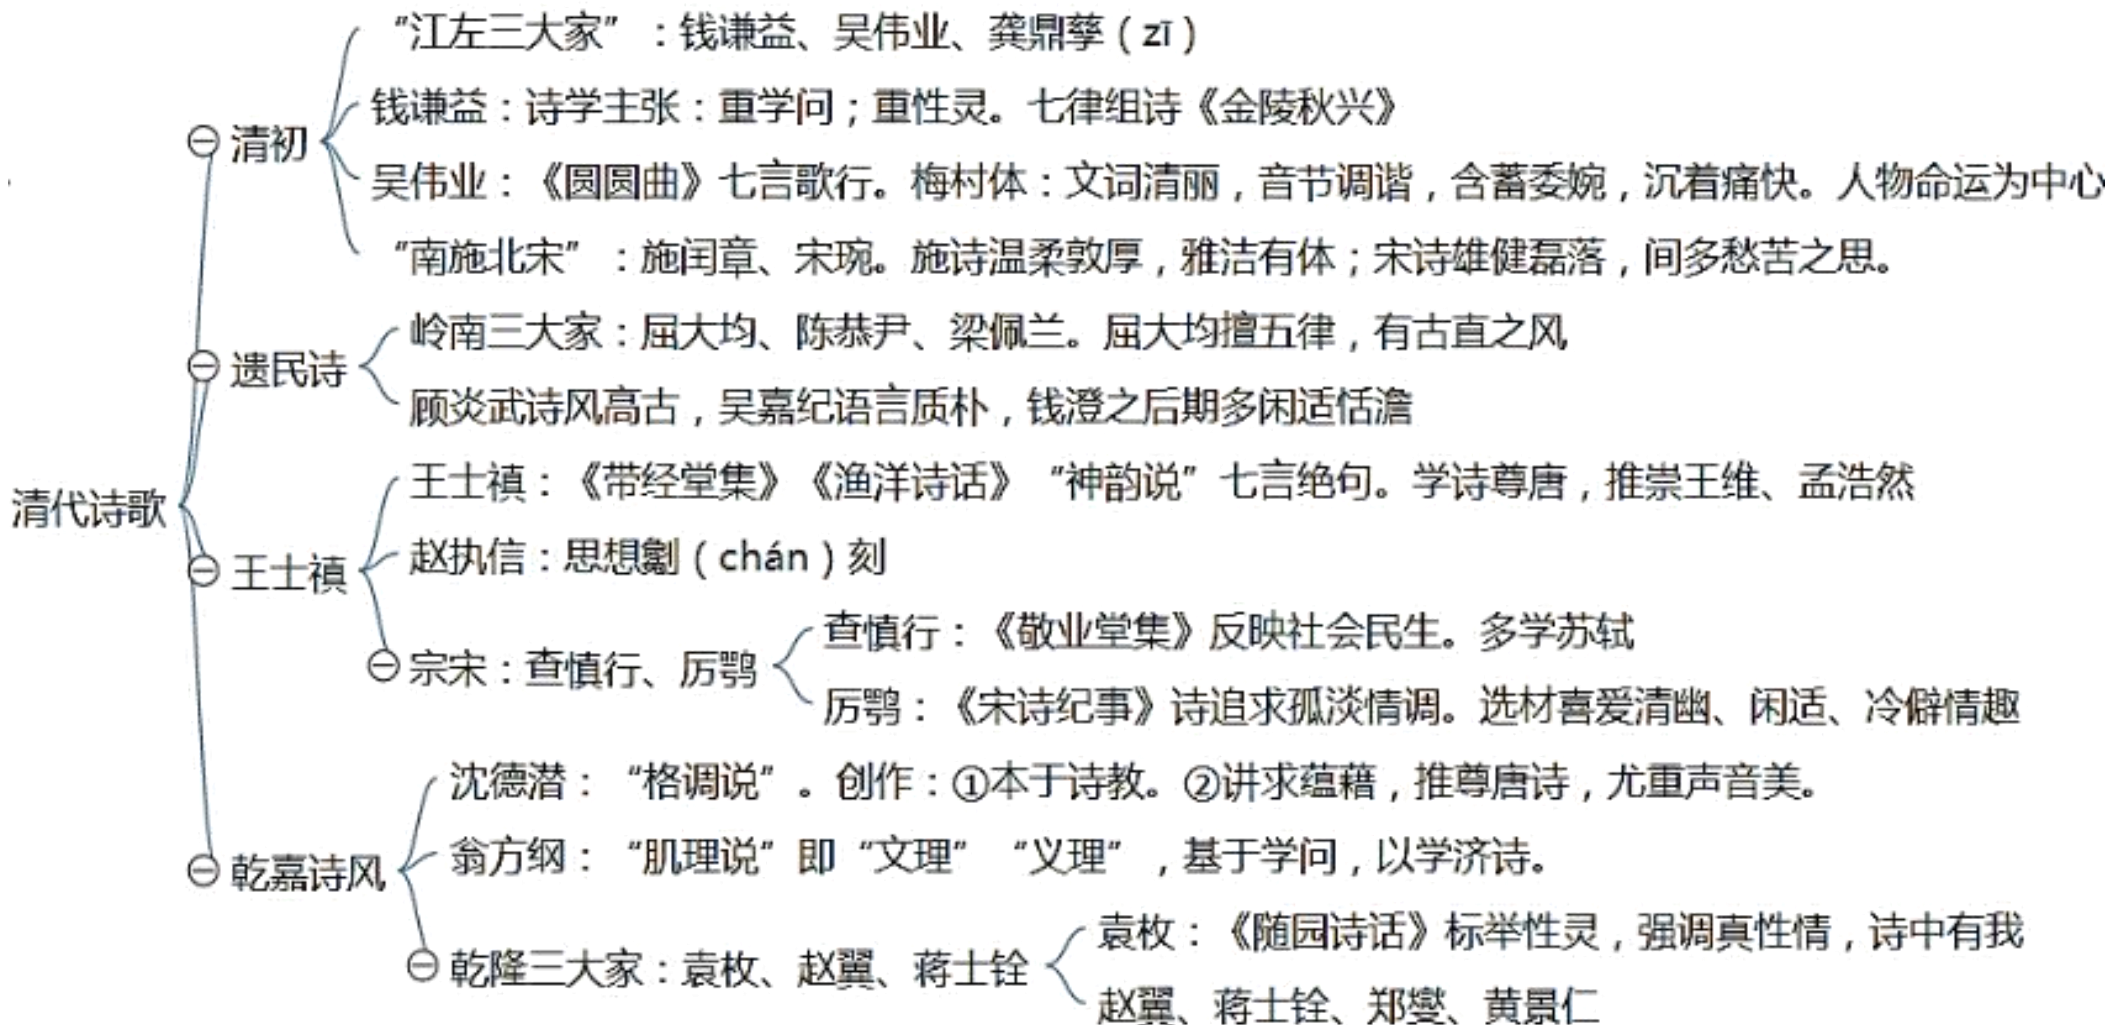 清代诗歌
清初
“江左三大家”：钱谦益、吴伟业、龚鼎孳（zī）
钱谦益：诗学主张：重学问；重性灵。七律组诗《金陵秋兴》
吴伟业：《圆圆曲》七言歌行。梅村体：文词清丽，音节调谐，含蓄委婉，沉着痛快。人物命运为中心
“南施北宋”：施闰章、宋琬。施诗温柔敦厚，雅洁有体；宋诗雄健磊落，间多愁苦之思。
遗民诗
岭南三大家：屈大均、陈恭尹、梁佩兰。屈大均擅五律，有古直之风
顾炎武诗风高古，吴嘉纪语言质朴，钱澄之后期多闲适恬澹
王士禛
王士禛：《带经堂集》《渔洋诗话》“神韵说”七言绝句。学诗尊唐，推崇王维、孟浩然
赵执信：思想劖（chán）刻
宗宋：查慎行、厉鹗
查慎行：《敬业堂集》反映社会民生。多学苏轼
厉鹗：《宋诗纪事》诗追求孤淡情调。选材喜爱清幽、闲适、冷僻情趣
乾嘉诗风
沈德潜：“格调说”。创作：①本于诗教。②讲求蕴藉，推尊唐诗，尤重声音美。
翁方纲：“肌理说”即“文理”“义理”，基于学问，以学济诗。
乾隆三大家：袁枚、赵翼、蒋士铨
袁枚：《随园诗话》标举性灵，强调真性情，诗中有我
赵翼、蒋士铨、郑燮、黄景仁